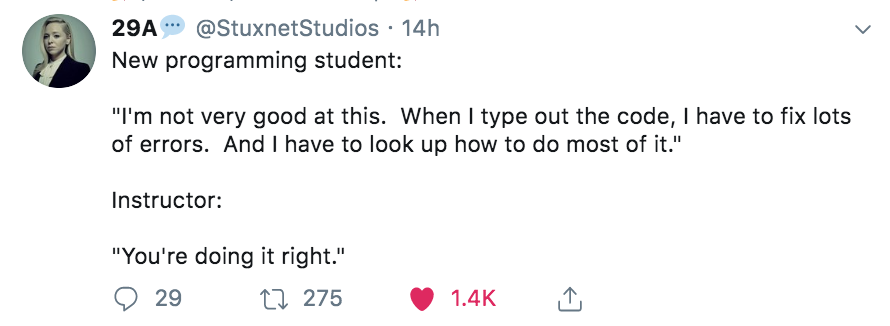 29A💬 @StuxnetStudios · 14h
New programming student:
"I'm not very good at this.  When I type out the code, I have to fix lots
of errors.  And I have to look up how to do most of it."
Instructor:
"You're doing it right."
29 275 1.4K